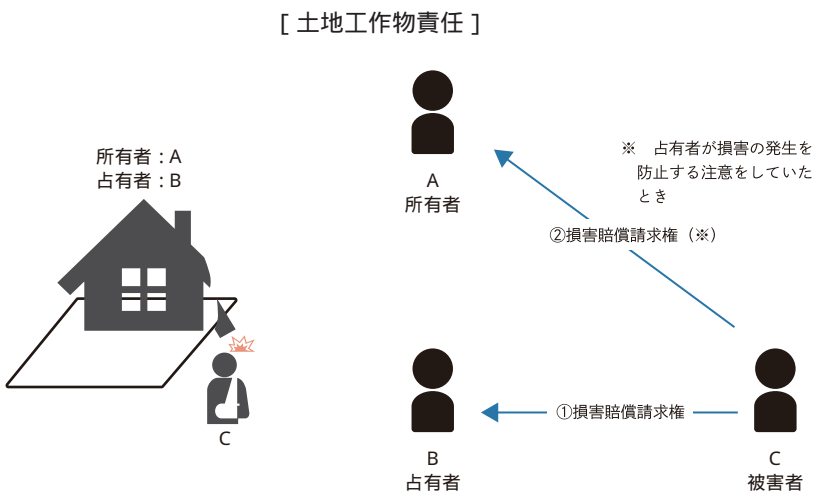 [ 土地工作物責任 ]
所有者：A
占有者：B
C
A
所有者
※　占有者が損害の発生を
防止する注意をしていた
とき
②損害賠償請求権（※）
①損害賠償請求権
B
占有者
C
被害者